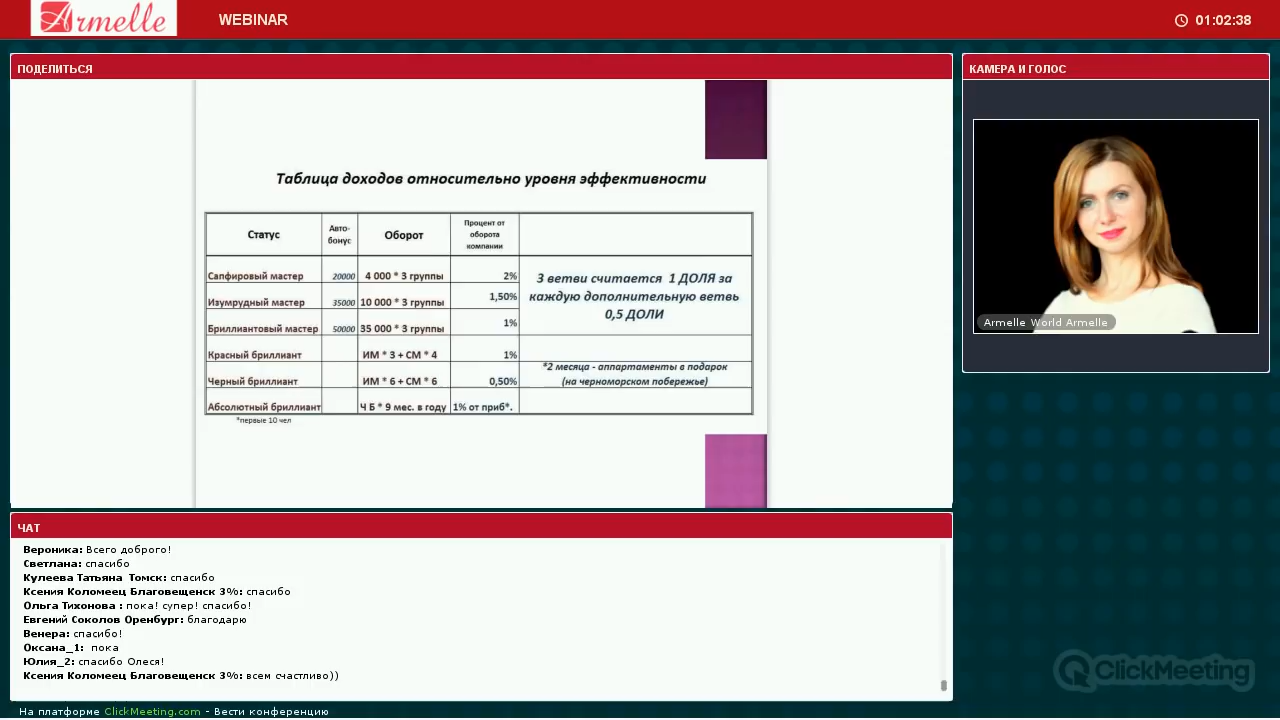 Armelle
WEBINAR
01:02:38
ПОДЕЛИТЬСЯ
Таблица доходов относительно уровня эффективности
Статус
Авто-
бонус
Оборот
Процент от
оборота
компании
Сапфировый мастер 20000 4 000 * 3 группы 2%
Изумрудный мастер 35000 10 000 * 3 группы 1,50%
Бриллиантовый мастер 50000 35 000 * 3 группы 1%
3 ветви считается 1 ДОЛЯ за
каждую дополнительную ветвь
0,5 ДОЛИ
Красный бриллиант ИМ * 3 + СМ * 4 1%
Черный бриллиант ИМ * 6 + СМ * 6 0,50%
*2 месяца - аппартаменты в подарок
(на черноморском побережье)
Абсолютный бриллиант Ч Б * 9 мес. в году 1% от приб*.
*первые 10 чел
КАМЕРА И ГОЛОС
Armelle World Armelle
ЧАТ
Вероника: Всего доброго!
Светлана: спасибо
Кулеева Татьяна Томск: спасибо
Ксения Коломеец Благовещенск 3%: спасибо
Ольга Тихонова : пока! супер! спасибо!
Евгений Соколов Оренбург: благодарю
Венера: спасибо!
Оксана_1: пока
Юлия_2: спасибо Олеся!
Ксения Коломеец Благовещенск 3%: всем счастливо))
ClickMeeting
На платформе ClickMeeting.com - Вести конференцию